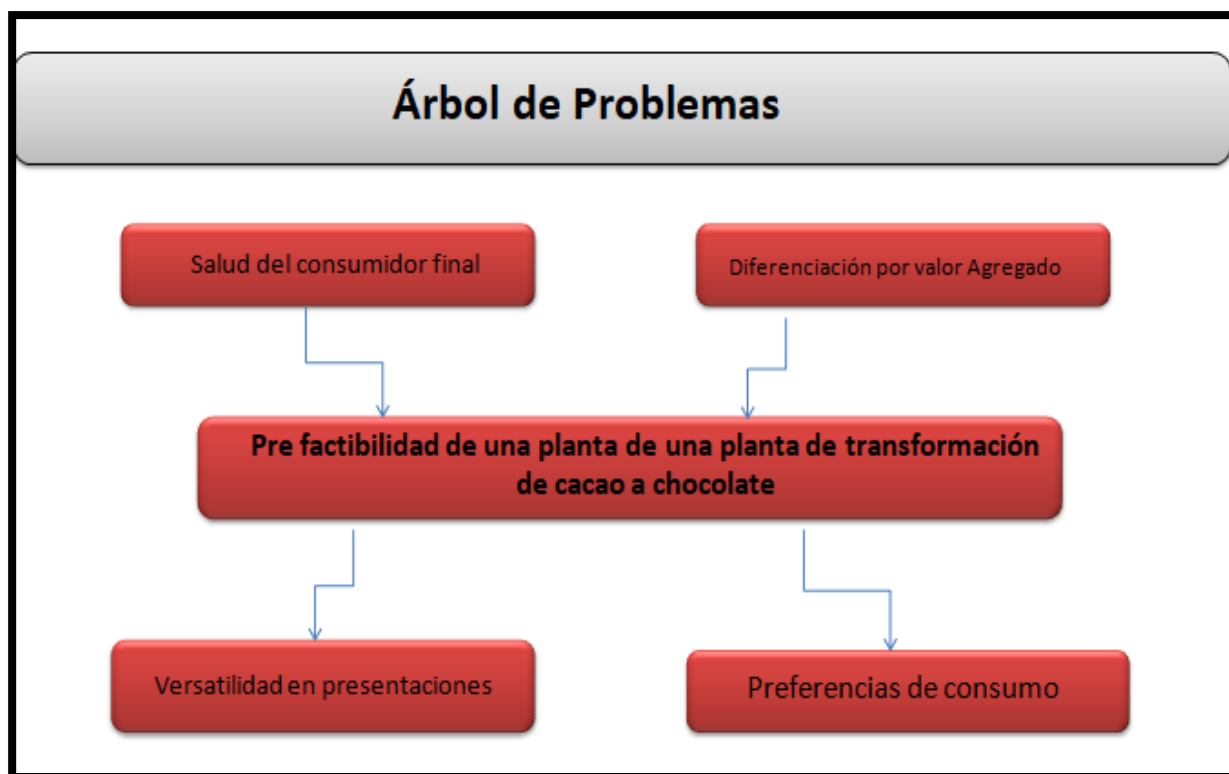 Árbol de Problemas
Salud del consumidor final
Diferenciación por valor Agregado
Pre factibilidad de una planta de una planta de transformación
de cacao a chocolate
Versatilidad en presentaciones
Preferencias de consumo